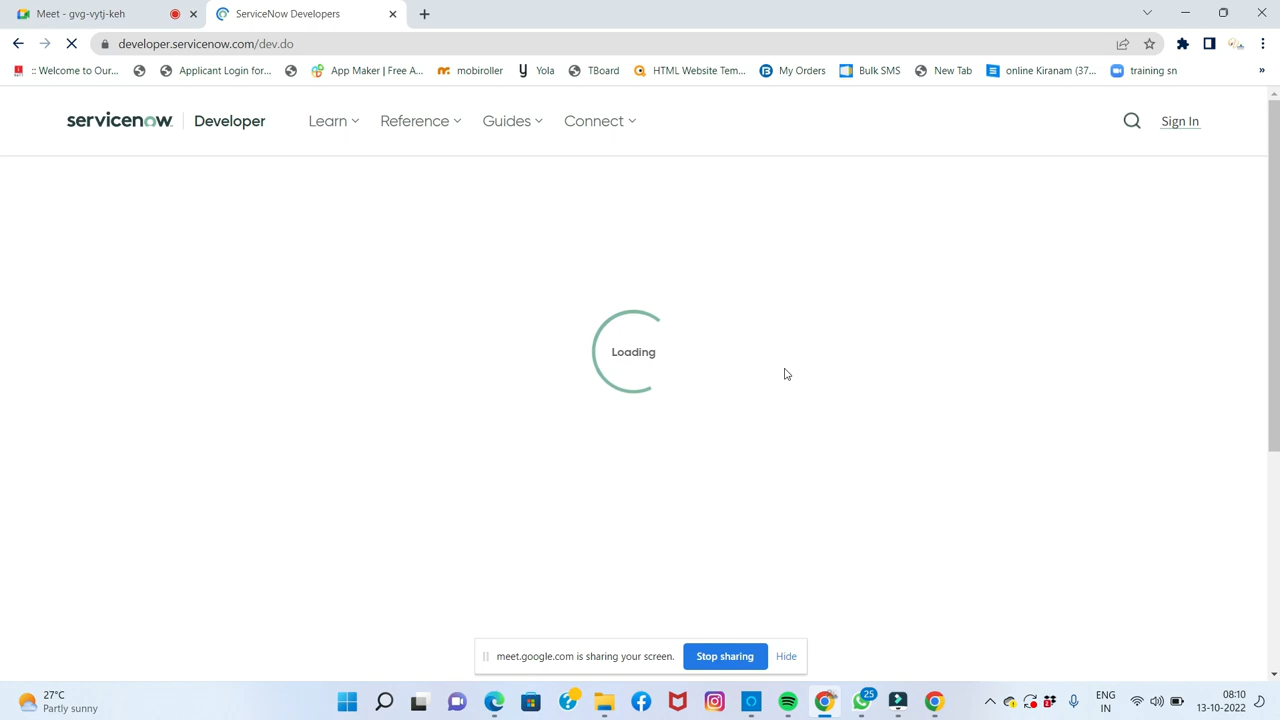 Meet - gvg-vytj-keh
ServiceNow Developers
developer.servicenow.com/dev.do
:: Welcome to Our...
Applicant Login for...
App Maker | Free A...
mobiroller
Yola
TBoard
HTML Website Tem...
My Orders
Bulk SMS
New Tab
online Kiranam (37...
training sn
»
servicenow
Developer
Learn
Reference
Guides
Connect
Sign In
Loading
meet.google.com is sharing your screen.
Stop sharing
Hide
27°C
Partly sunny
25
ENG
IN
08:10
13-10-2022